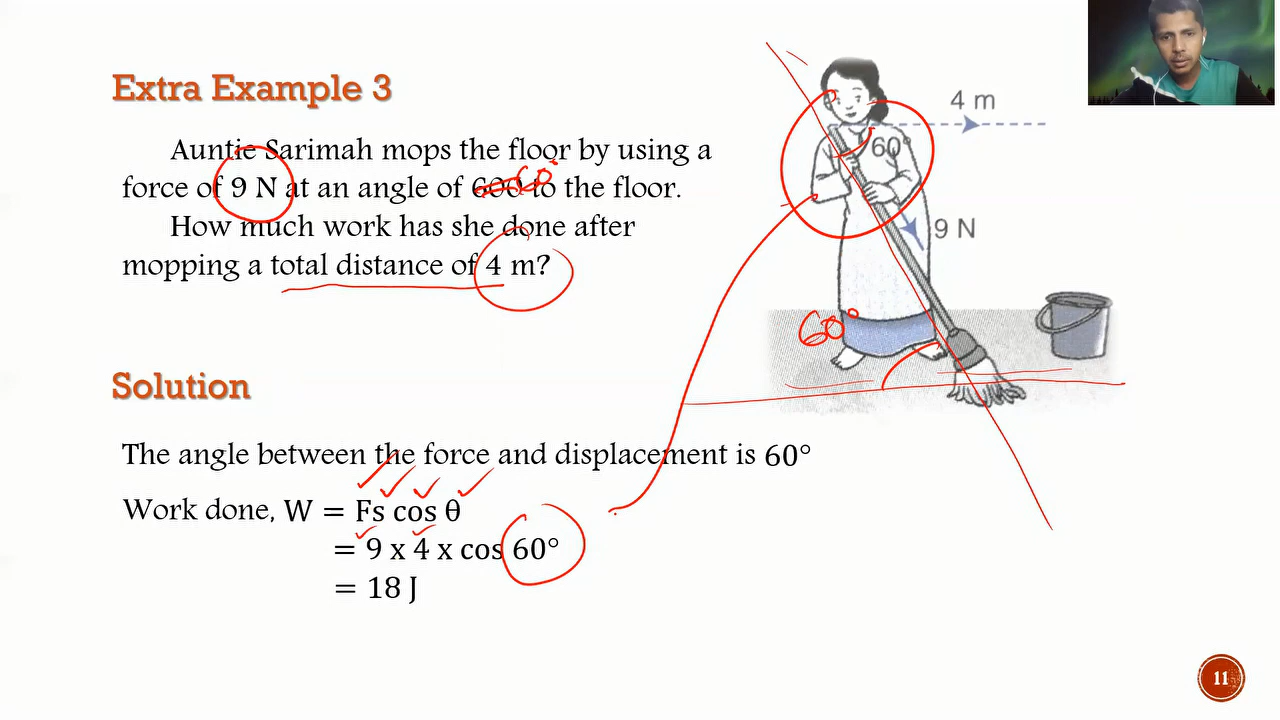 Extra Example 3
Auntie Sarimah mops the floor by using a
force of 9 N at an angle of 600 to the floor.
60°
How much work has she done after
mopping a total distance of 4 m?
Solution
The angle between the force and displacement is 60°
Work done, W = Fs cos θ
= 9 x 4 x cos 60°
= 18 J
4 m
60°
9 N
60°
11